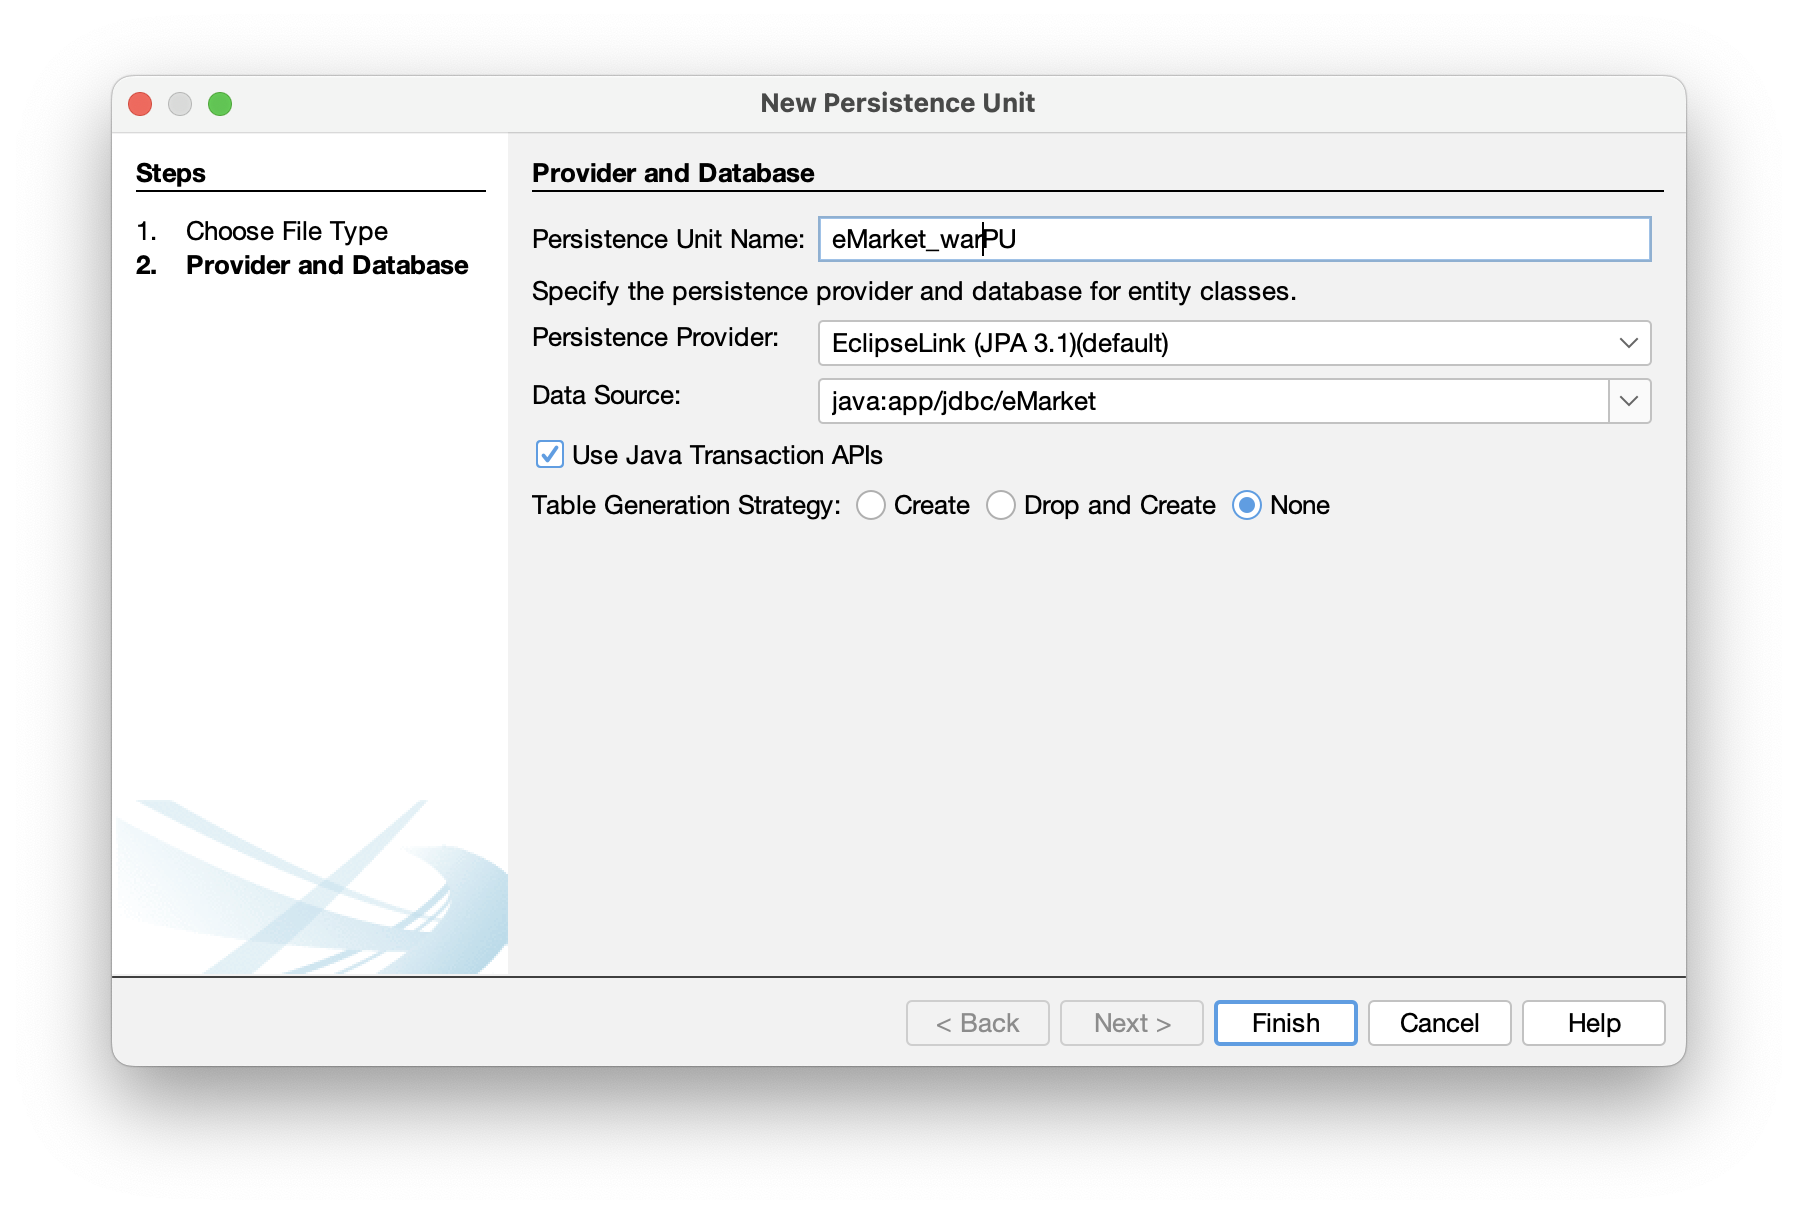 New Persistence Unit
Steps
1. Choose File Type
2. Provider and Database
Provider and Database
Persistence Unit Name: eMarket_warPU
Specify the persistence provider and database for entity classes.
Persistence Provider: EclipseLink (JPA 3.1)(default)
Data Source: java:app/jdbc/eMarket
Use Java Transaction APIs
Table Generation Strategy: Create Drop and Create None
< Back Next > Finish Cancel Help